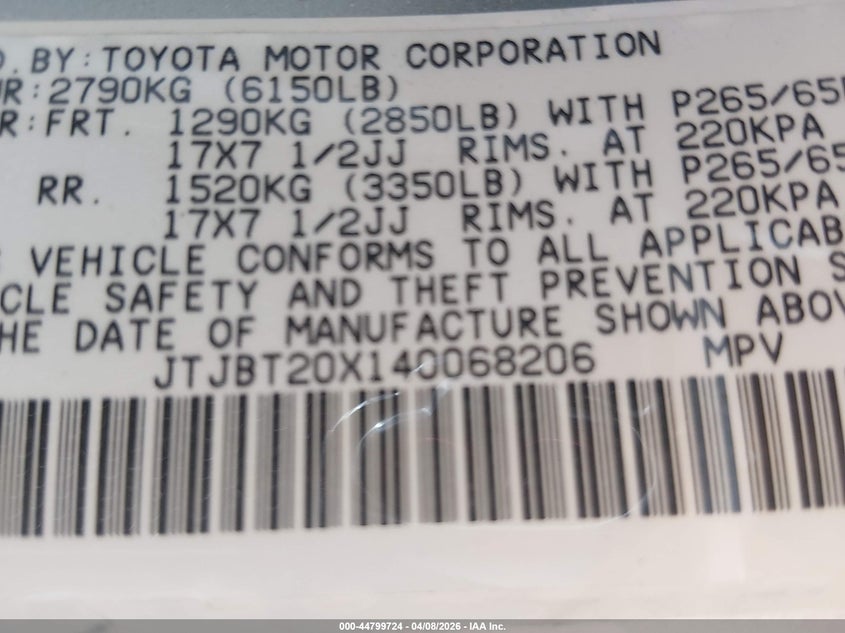 D. BY: TOYOTA MOTOR CORPORATION
WR: 2790KG (6150LB)
R: FRT. 1290KG (2850LB) WITH P265/65
17X7 1/2JJ RIMS. AT 220KPA
RR. 1520KG (3350LB) WITH P265/65
17X7 1/2JJ RIMS. AT 220KPA
VEHICLE CONFORMS TO ALL APPLICAB
CLE SAFETY AND THEFT PREVENTION S
HE DATE OF MANUFACTURE SHOWN ABOV
JTJBT20X140068206 MPV
000-44799724 | 04/08/2026 - IAA Inc.